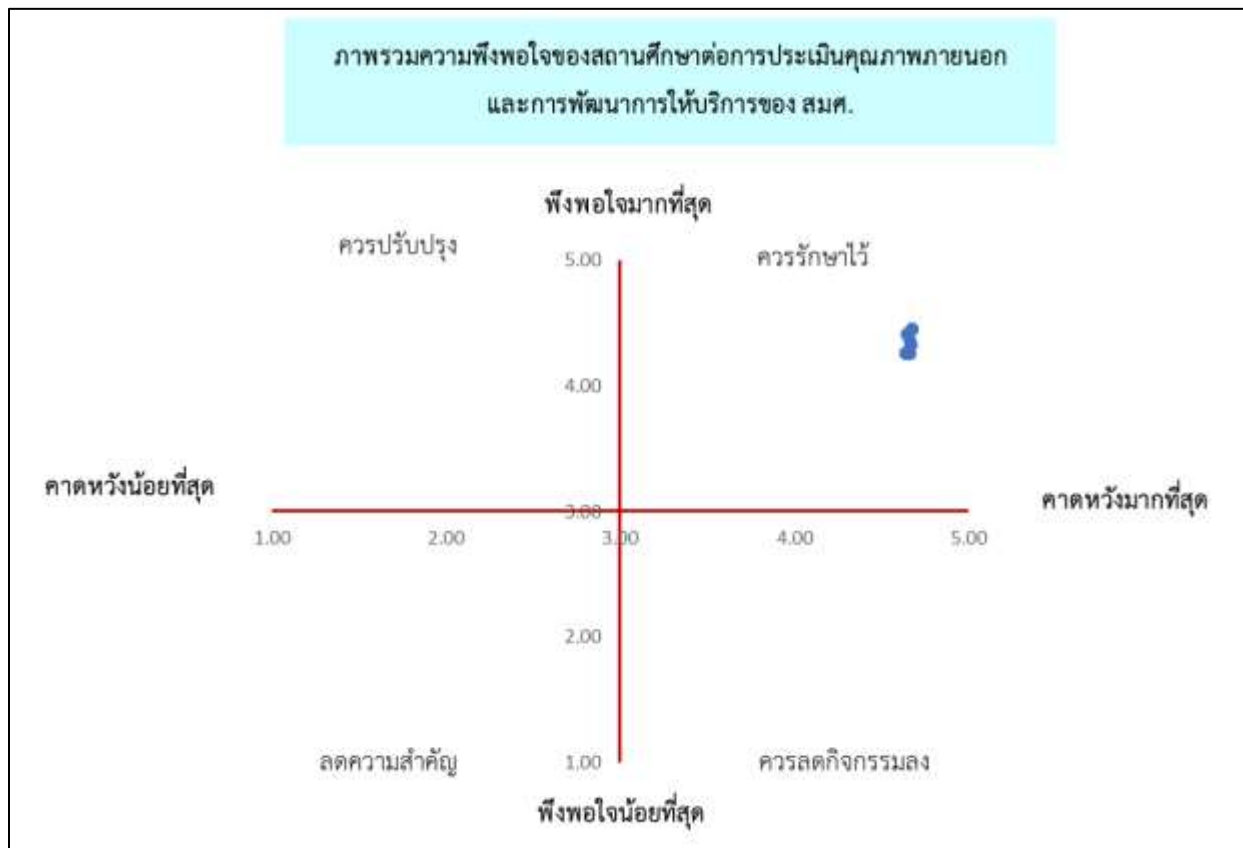 ภาพรวมความพึงพอใจของสถานศึกษาต่อการประเมินคุณภาพภายนอก
และการพัฒนาการให้บริการของ สมศ.
พึงพอใจมากที่สุด
ควรปรับปรุง
5.00
ควรรักษาไว้
4.00
คาดหวังน้อยที่สุด
3.00
คาดหวังมากที่สุด
1.00 2.00 3.00 4.00 5.00
2.00
ลดความสำคัญ
1.00
ควรลดกิจกรรมลง
พึงพอใจน้อยที่สุด